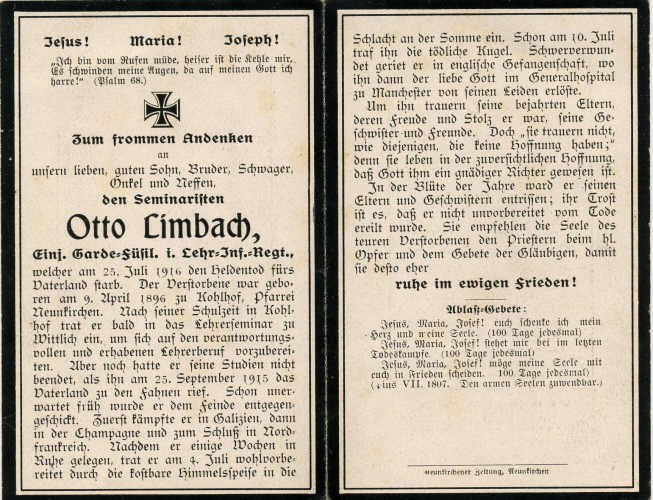 Jesus! Maria! Joseph!
„Ich bin vom Rufen müde, heiser ist die Kehle mir,
Es schwinden meine Augen, da auf meinen Gott ich
harre!“ (Psalm 68.)
Zum frommen Andenken
an
unsern lieben, guten Sohn, Bruder, Schwager,
Onkel und Neffen,
den Seminaristen
Otto Limbach,
Einj. Garde-Füsil. i. Lehr-Inf.-Regt.,
welcher am 25. Juli 1916 den Heldentod fürs
Vaterland starb. Der Verstorbene war gebo-
ren am 9. April 1896 zu Kohlhof, Pfarrei
Neunkirchen. Nach seiner Schulzeit in Kohl-
hof trat er bald in das Lehrerseminar zu
Wittlich ein, um sich auf den verantwortungs-
vollen und erhabenen Lehrerberuf vorzuberei-
ten. Aber noch hatte er seine Studien nicht
beendet, als ihn am 25. September 1915 das
Vaterland zu den Fahnen rief. Schon uner-
wartet früh wurde er dem Feinde entgegen-
geschickt. Zuerst kämpfte er in Galizien, dann
in der Champagne und zum Schluß in Nord-
frankreich. Nachdem er einige Wochen in
Ruhe gelegen, trat er am 4. Juli wohlvorbe-
reitet durch die kostbare Himmelsspeise in die
Schlacht an der Somme ein. Schon am 10. Juli
traf ihn die tödliche Kugel. Schwerverwun-
det geriet er in englische Gefangenschaft, wo
ihn dann der liebe Gott im Generalhospital
zu Manchester von seinen Leiden erlöste.
Um ihn trauern seine bejahrten Eltern,
deren Freude und Stolz er war, seine Ge-
schwister und Freunde. Doch „sie trauern nicht,
wie diejenigen, die keine Hoffnung haben;“
denn sie leben in der zuversichtlichen Hoffnung,
daß Gott ihm ein gnädiger Richter gewesen ist.
In der Blüte der Jahre ward er seinen
Eltern und Geschwistern entrissen; ihr Trost
ist es, daß er nicht unvorbereitet vom Tode
ereilt wurde. Sie empfehlen die Seele des
teuren Verstorbenen den Priestern beim hl.
Opfer und dem Gebete der Gläubigen, damit
sie desto eher
ruhe im ewigen Frieden!
Ablaß-Gebete:
Jesus, Maria, Josef! euch schenke ich mein
Herz und meine Seele. (100 Tage jedesmal)
Jesus, Maria, Josef! stehet mir bei im letzten
Todeskampfe. (100 Tage jedesmal)
Jesus, Maria, Josef! möge meine Seele mit
euch in Frieden scheiden. 100 Tage jedesmal)
(Pius VII. 1807. Den armen Seelen zuwendbar.)
Neunkirchener Zeitung, Neunkirchen